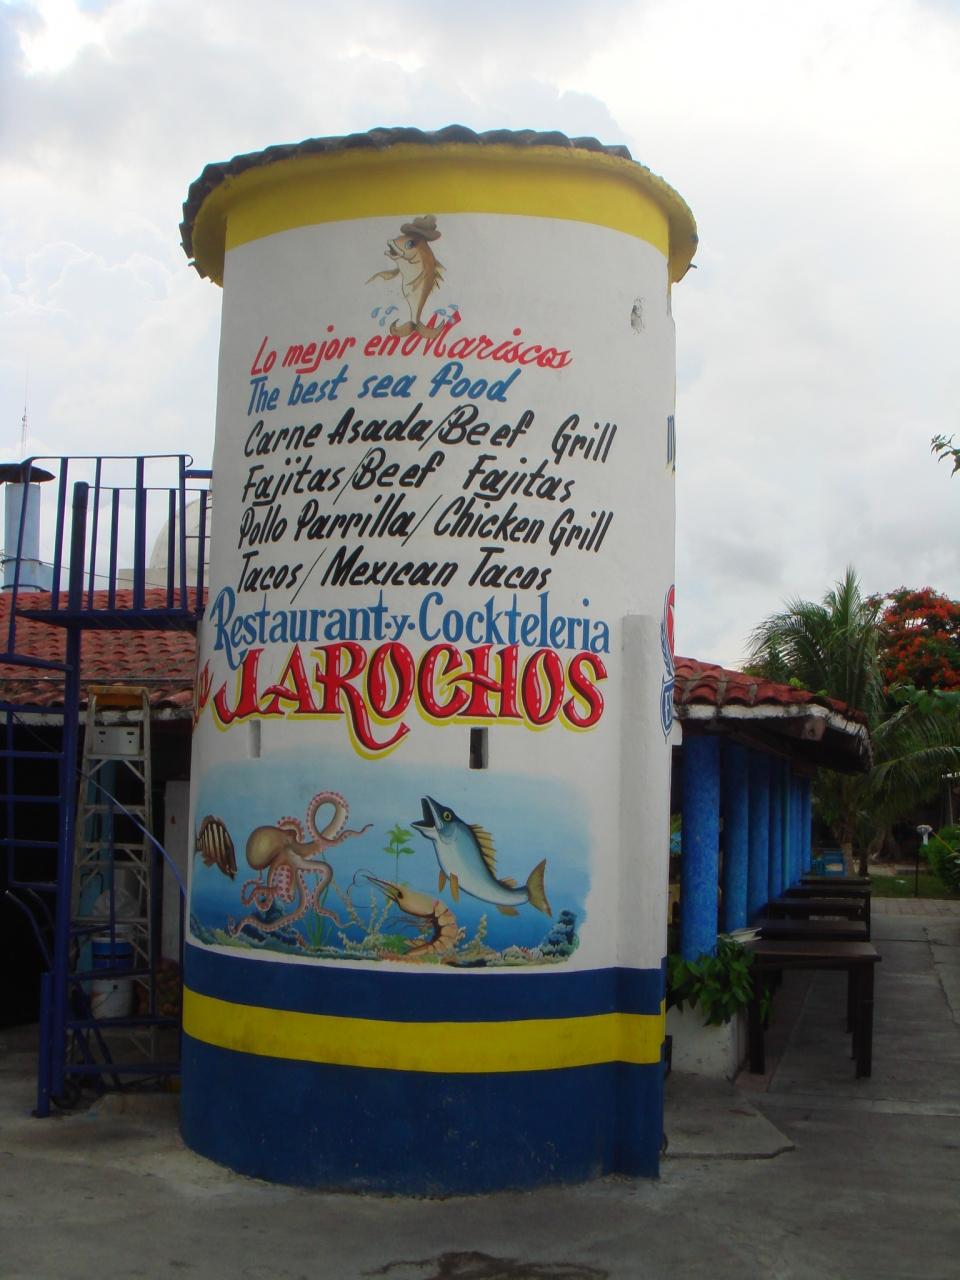 Lo mejor en Mariscos
The best sea food
Carne Asada/Beef Grill
Fajitas/Beef Fajitas
Pollo Parrilla/Chicken Grill
Tacos/Mexican Tacos
Restaurant-y-Cockteleria
JAROCHOS